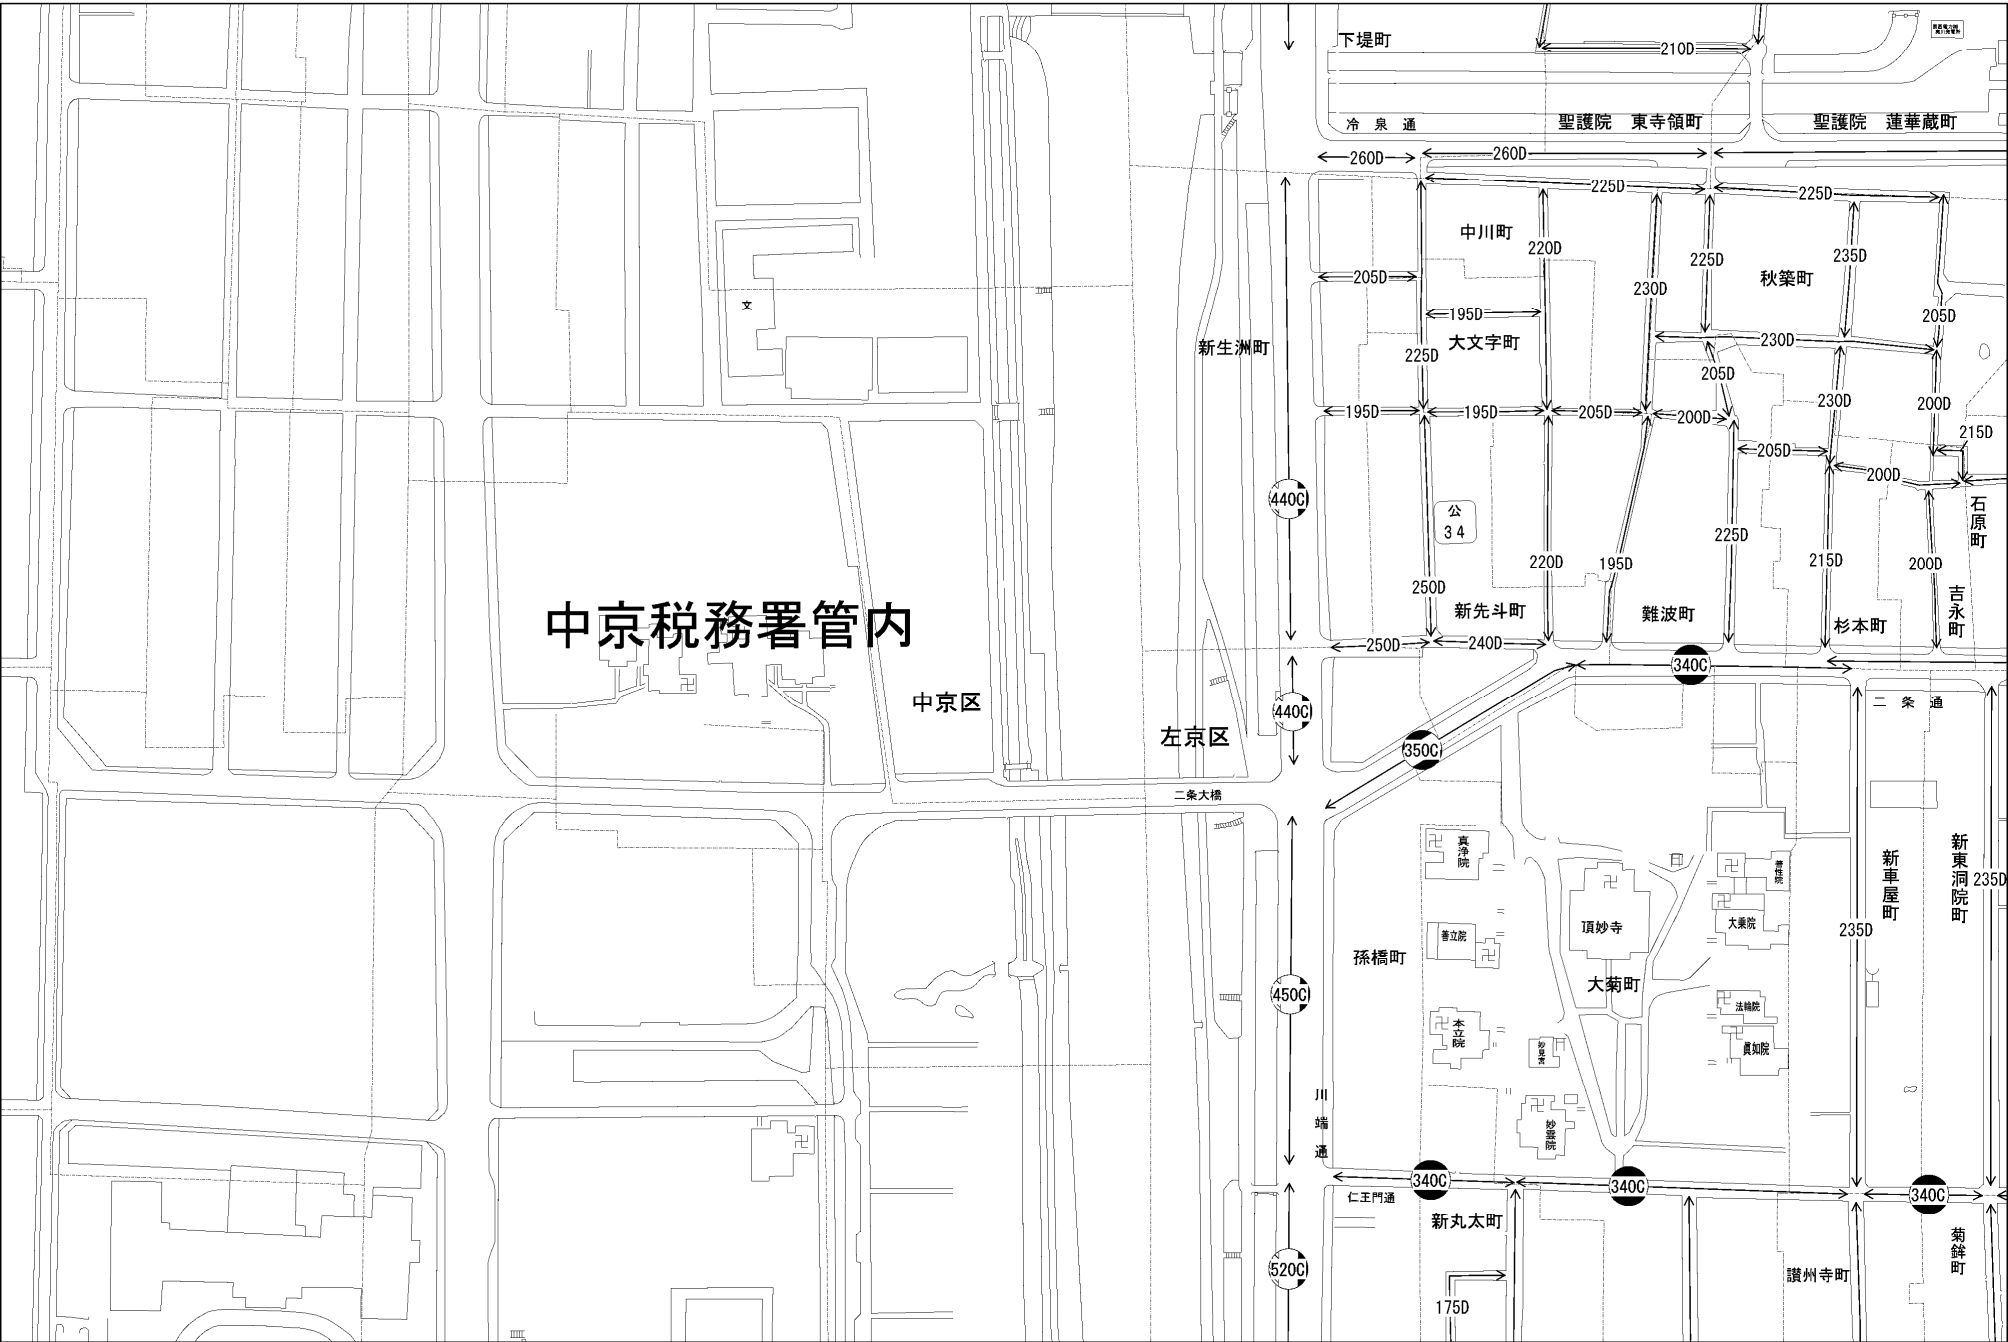 下堤町
210D
冷泉通
聖護院 東寺領町
聖護院 蓮華蔵町
260D
260D
225D
225D
中川町
220D
225D
235D
秋築町
205D
230D
195D
205D
文
新生洲町
大文字町
225D
230D
205D
195D
195D
205D
200D
230D
200D
215D
205D
200D
440C
公
34
石原町
225D
220D
195D
215D
200D
250D
新先斗町
難波町
杉本町
吉永町
中京税務署管内
250D
240D
340C
中京区
440C
二条通
左京区
350C
二条大橋
真浄院
善性院
新車屋町
新東洞院町
235D
頂妙寺
大乗院
235D
善立院
孫橋町
大菊町
450C
法輪院
本立院
妙見宮
眞如院
川端通
妙雲院
340C
340C
340C
仁王門通
新丸太町
菊鉾町
520C
讃州寺町
175D